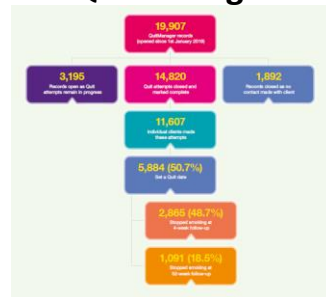 19,907
QuitManager records
(opened since 1st January 2016)
3,195
Records open as Quit
attempts remain in progress
14,820
Quit attempts closed and
marked complete
1,892
Records closed as no
contact made with client
11,607
Individual clients made
these attempts
5,884 (50.7%)
Set a Quit date
2,865 (48.7%)
Stopped smoking at
4-week follow-up
1,091 (18.5%)
Stopped smoking at
follow-up